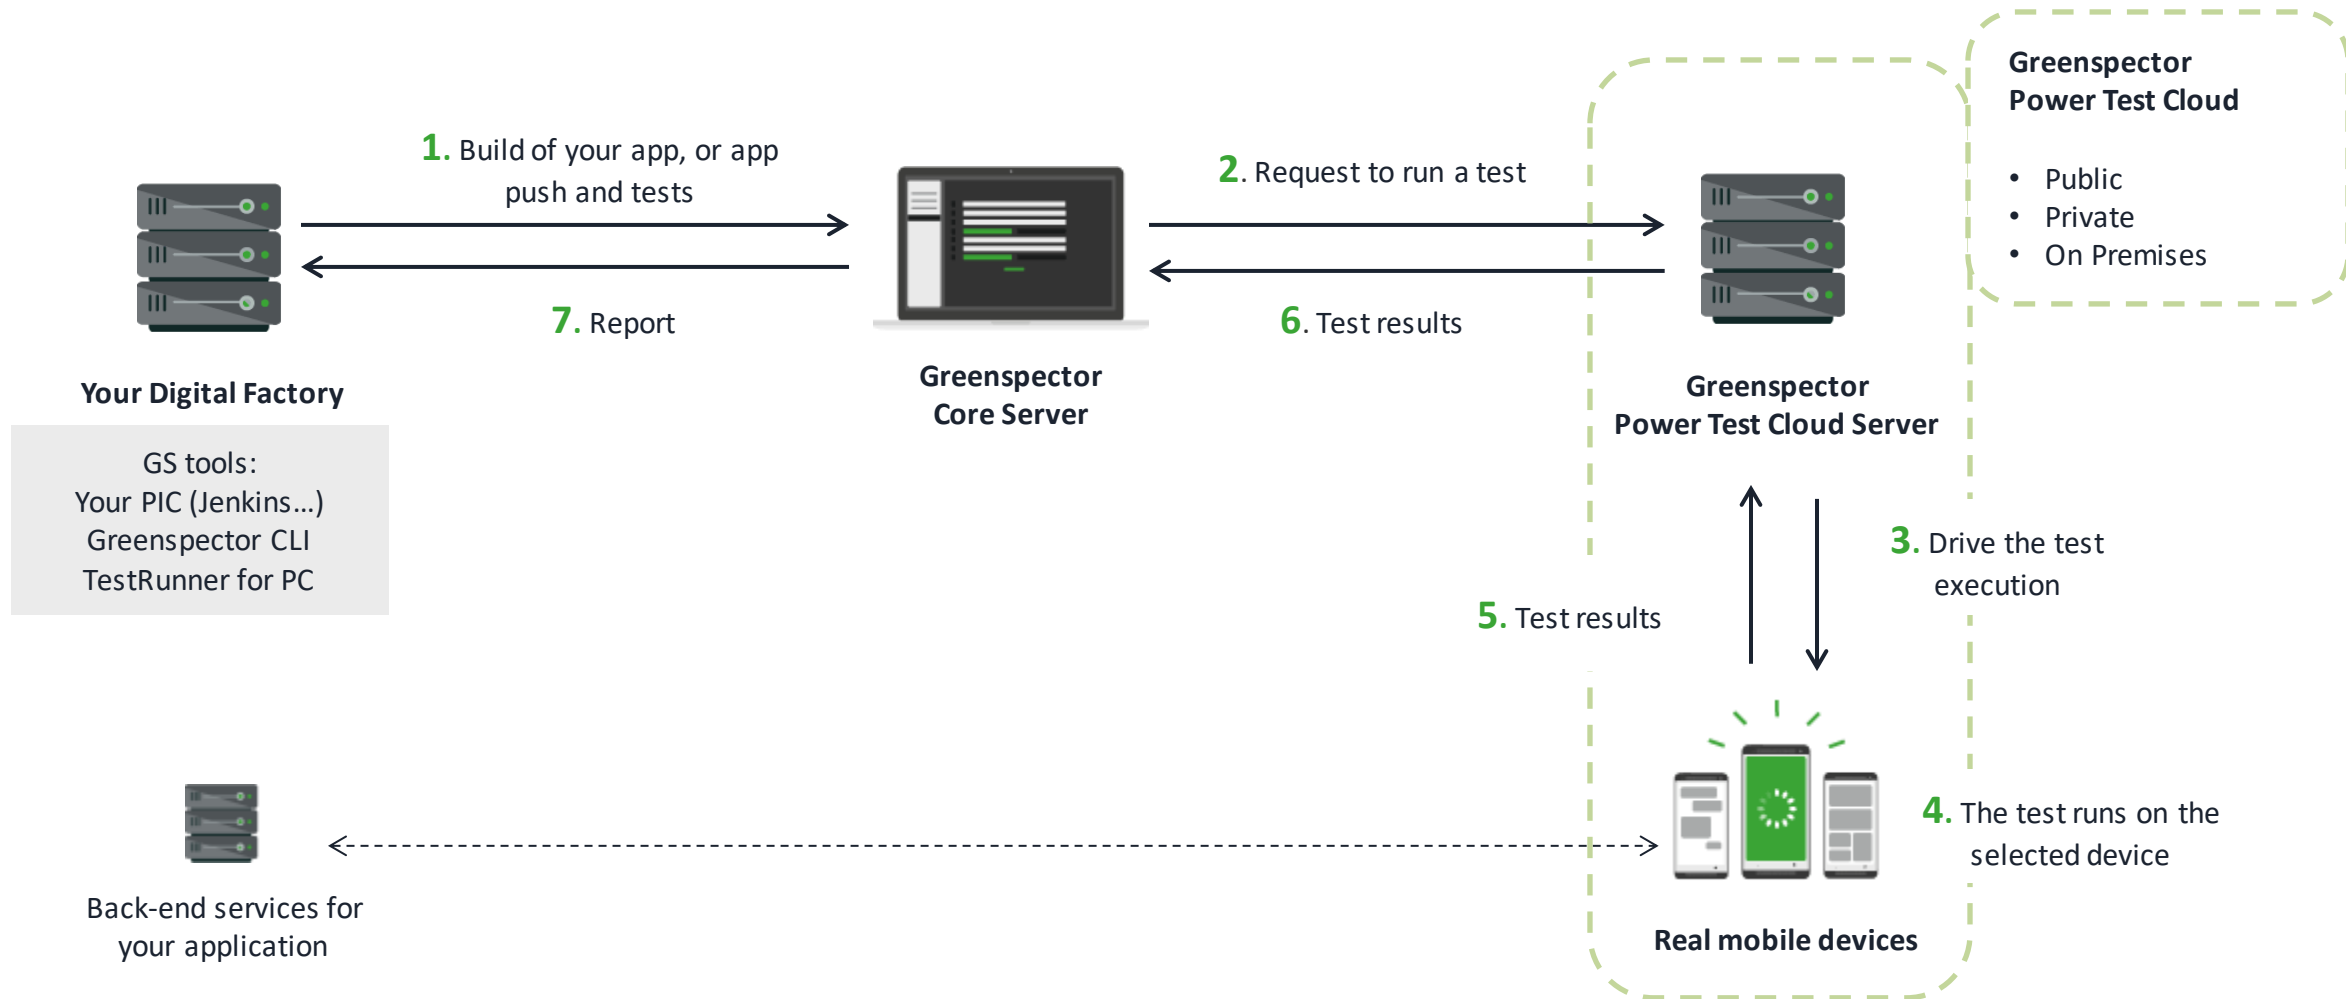 Greenspector
Power Test Cloud
• Public
• Private
• On Premises
1. Build of your app, or app
push and tests
2. Request to run a test
7. Report
6. Test results
Your Digital Factory
GS tools:
Your PIC (Jenkins...)
Greenspector CLI
TestRunner for PC
Greenspector
Core Server
Greenspector
Power Test Cloud Server
3. Drive the test
execution
5. Test results
4. The test runs on the
selected device
Back-end services for
your application
Real mobile devices